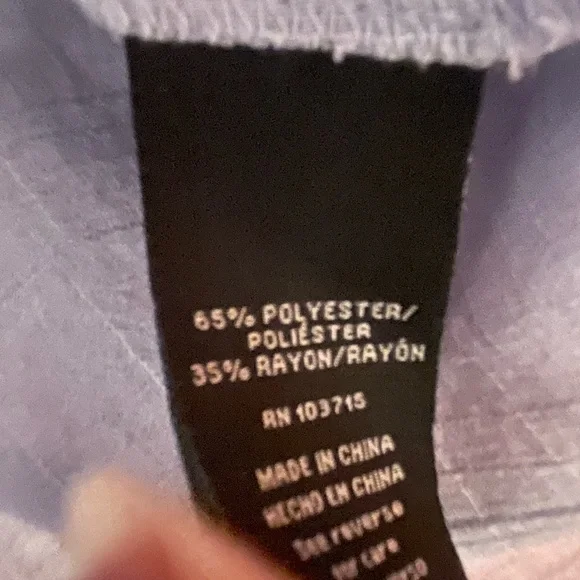 65% POLYESTER/
POLIÉSTER
35% RAYON/RAYÓN
RN 103715
MADE IN CHINA
HECHO EN CHINA
See reverse
for care